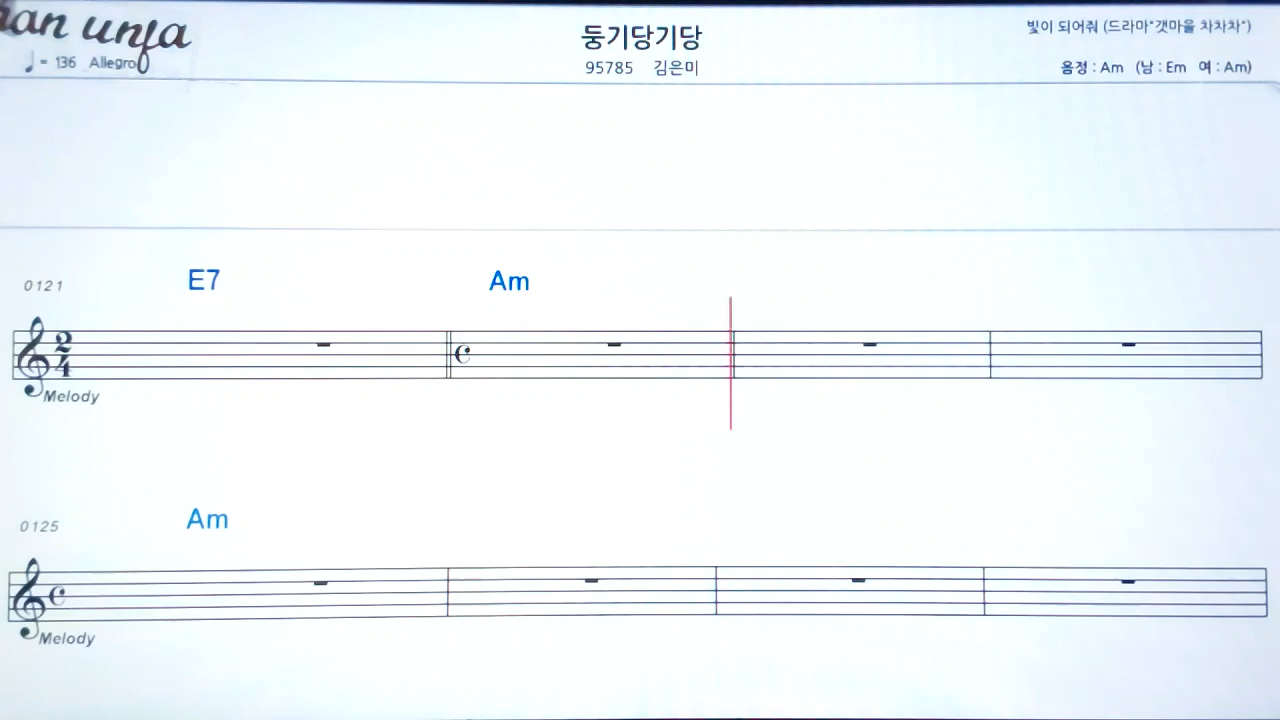 unfa
♩ = 136 Allegro
둥기당기당
95785 김은미
빛이 되어줘 (드라마"갯마을 차차차")
음정 : Am (남 : Em 여 : Am)
0121 E7 Am
2/4
Melody
0125 Am
Melody